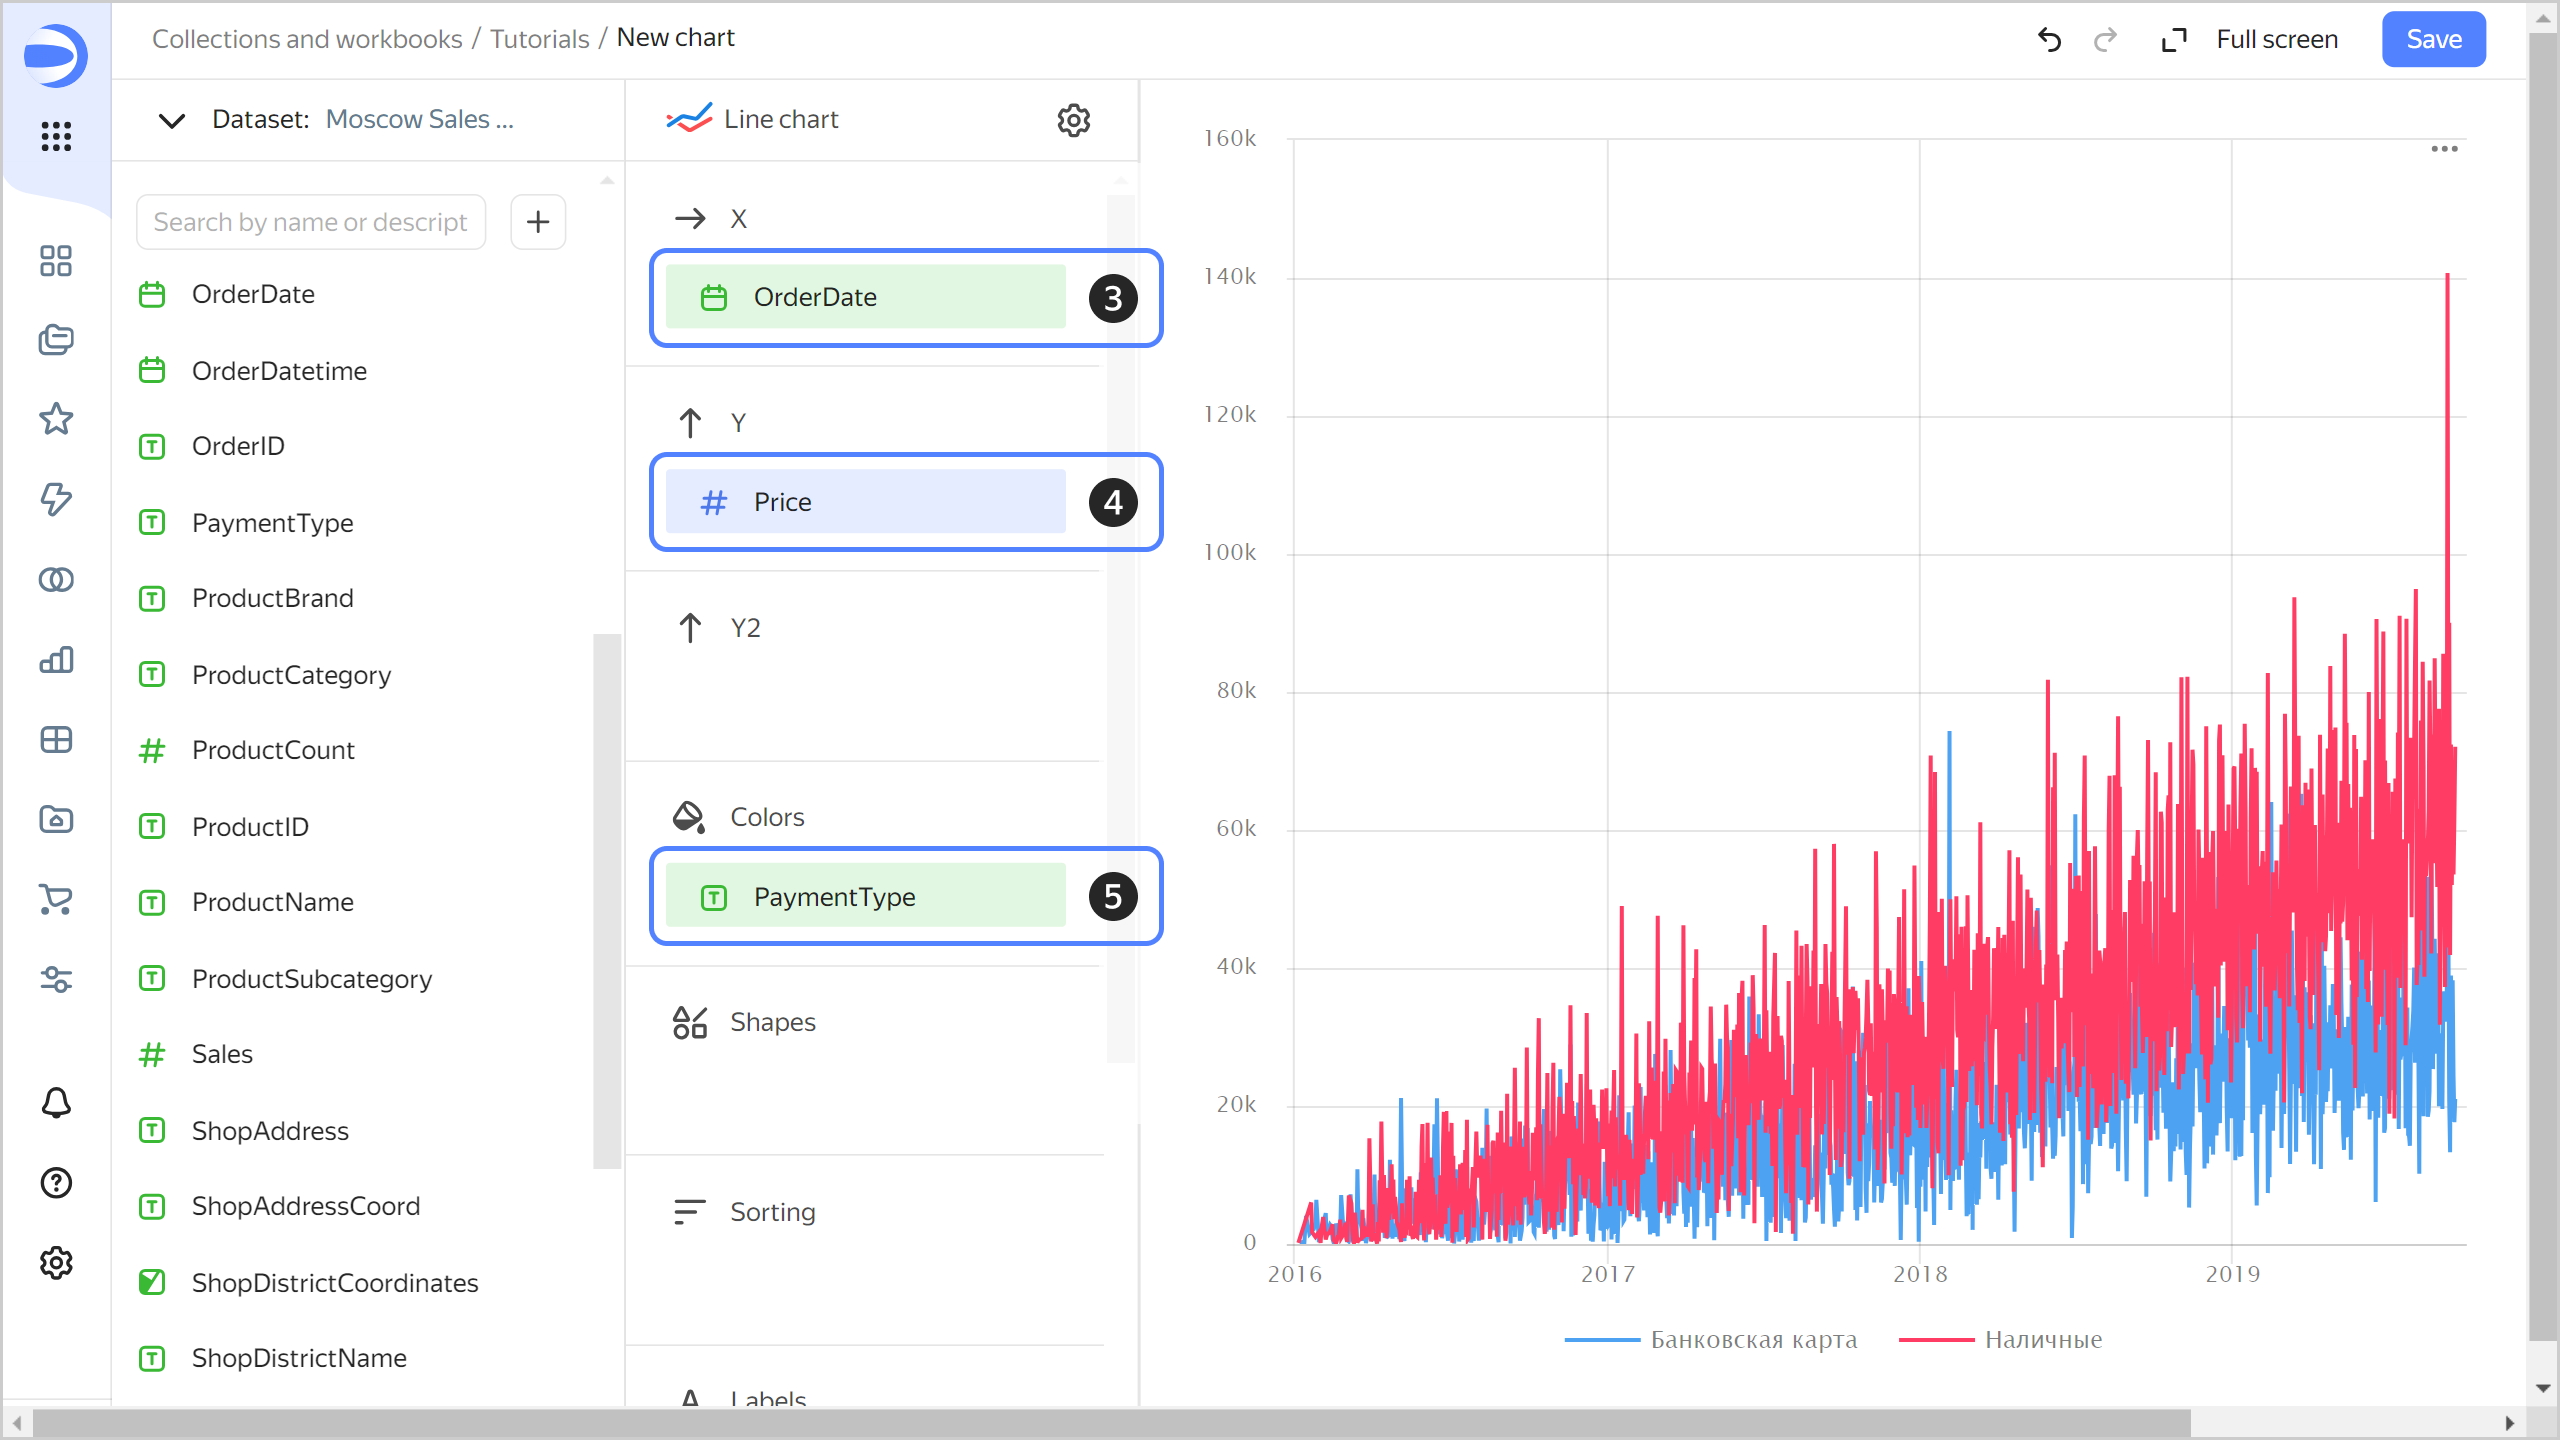 Collections and workbooks / Tutorials / New chart
Full screen
Save
Dataset: Moscow Sales ...
Search by name or descript
OrderDate
OrderDatetime
OrderID
PaymentType
ProductBrand
ProductCategory
ProductCount
ProductID
ProductName
ProductSubcategory
Sales
ShopAddress
ShopAddressCoord
ShopDistrictCoordinates
ShopDistrictName
Line chart
X
OrderDate
3
Y
Price
4
Y2
Colors
PaymentType
5
Shapes
Sorting
Labels
160k
140k
120k
100k
80k
60k
40k
20k
0
2016 2017 2018 2019
Банковская карта Наличные